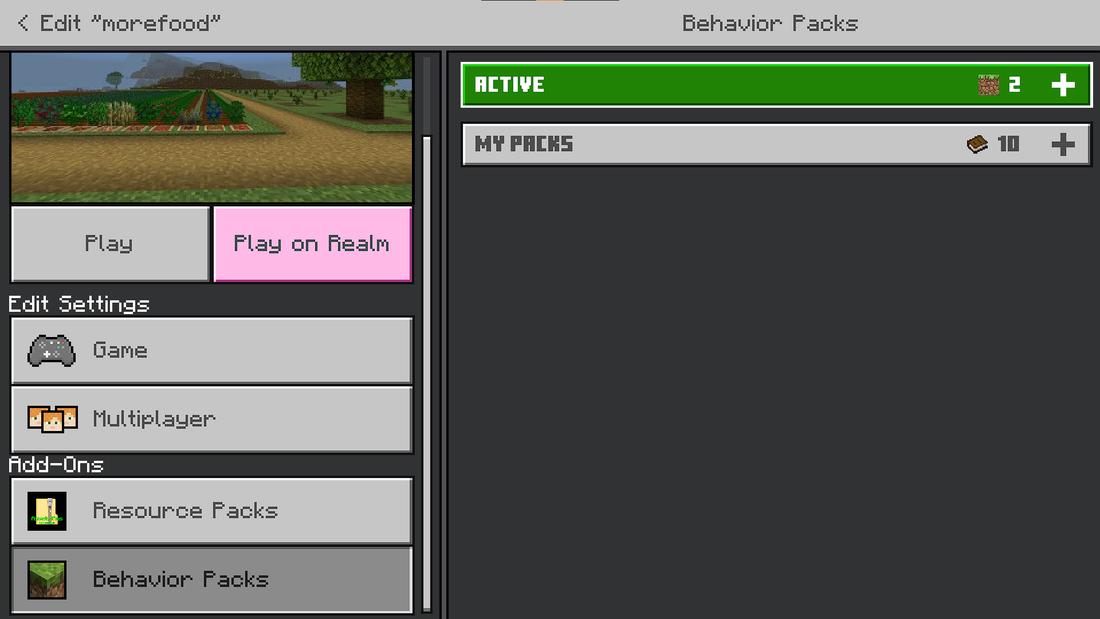 Edit "morefood"
Behavior Packs
Play
Play on Realm
Edit Settings
Game
Multiplayer
Add-Ons
Resource Packs
Behavior Packs
ACTIVE
2
MY PACKS
10